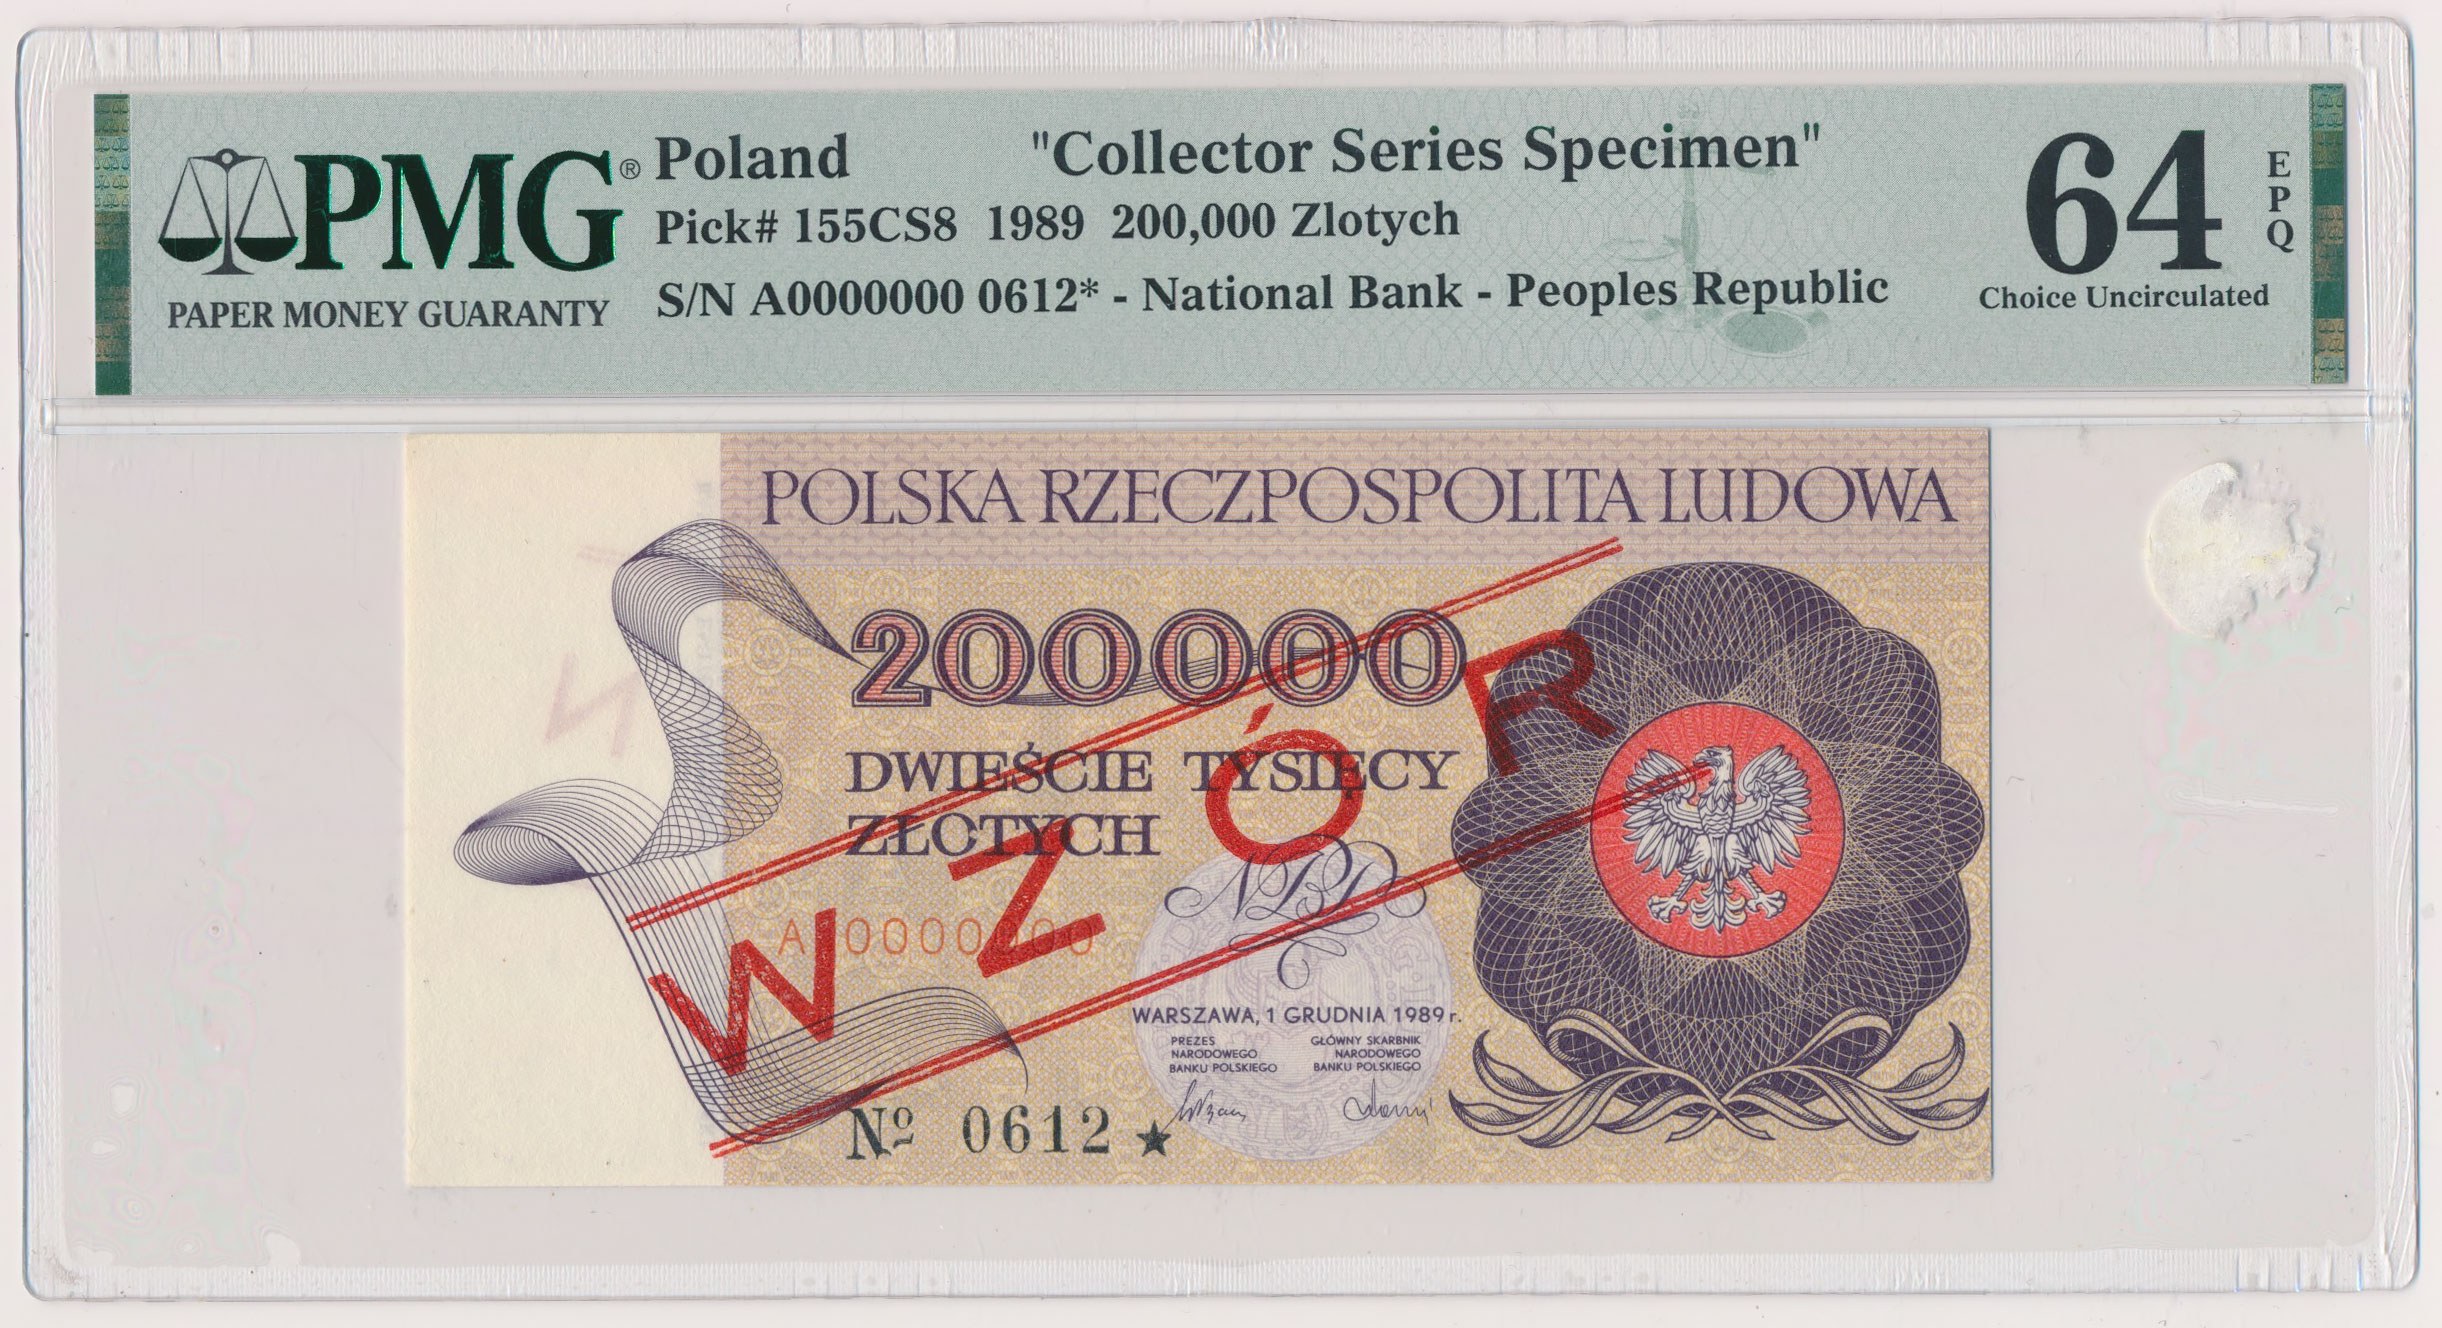 PMG®
PAPER MONEY GUARANTY
Poland "Collector Series Specimen"
Pick# 155CS8 1989 200,000 Zlotych
S/N A0000000 0612* - National Bank - Peoples Republic
64
EPQ
Choice Uncirculated
POLSKA RZECZPOSPOLITA LUDOWA
200000
DWIEŚCIE TYSIĘCY
ZŁOTYCH
WZÓR
A 0000000
NBP
WARSZAWA, 1 GRUDNIA 1989 r.
PREZES
NARODOWEGO
BANKU POLSKIEGO
GŁÓWNY SKARBNIK
NARODOWEGO
BANKU POLSKIEGO
No 0612 ★